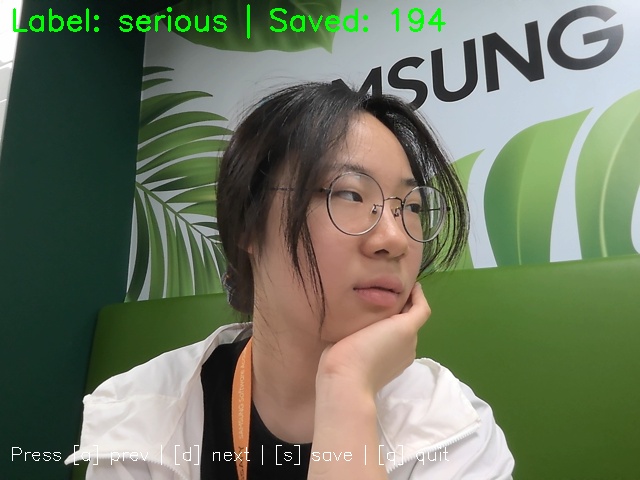 Label: serious | Saved: 194
MSUNG
Press [a] prev | [d] next | [s] save | [q] quit